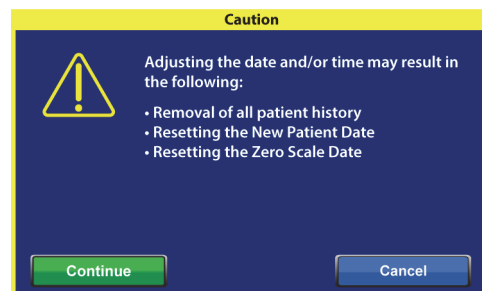 Caution
Adjusting the date and/or time may result in
the following:
• Removal of all patient history
• Resetting the New Patient Date
• Resetting the Zero Scale Date
Continue
Cancel